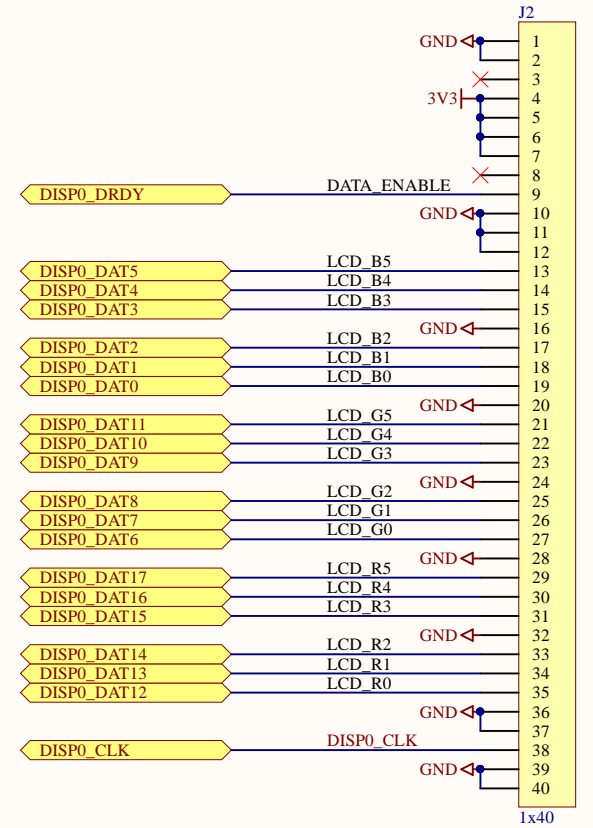 J2
GND 1
2
3
3V3 4
5
6
7
8
DISP0_DRDY DATA_ENABLE 9
GND 10
11
12
DISP0_DAT5 LCD_B5 13
DISP0_DAT4 LCD_B4 14
DISP0_DAT3 LCD_B3 15
GND 16
DISP0_DAT2 LCD_B2 17
DISP0_DAT1 LCD_B1 18
DISP0_DAT0 LCD_B0 19
GND 20
DISP0_DAT11 LCD_G5 21
DISP0_DAT10 LCD_G4 22
DISP0_DAT9 LCD_G3 23
GND 24
DISP0_DAT8 LCD_G2 25
DISP0_DAT7 LCD_G1 26
DISP0_DAT6 LCD_G0 27
GND 28
DISP0_DAT17 LCD_R5 29
DISP0_DAT16 LCD_R4 30
DISP0_DAT15 LCD_R3 31
GND 32
DISP0_DAT14 LCD_R2 33
DISP0_DAT13 LCD_R1 34
DISP0_DAT12 LCD_R0 35
GND 36
37
DISP0_CLK DISP0_CLK 38
GND 39
40
1x40